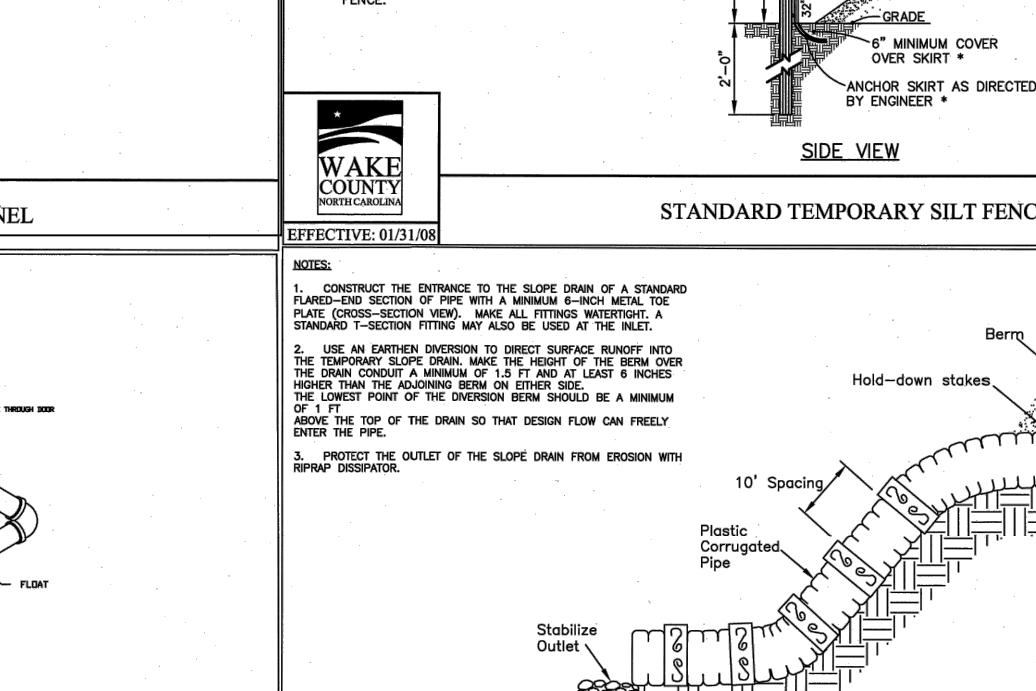 FENCE.
32"
GRADE
6" MINIMUM COVER
OVER SKIRT *
2'-0"
ANCHOR SKIRT AS DIRECTED
BY ENGINEER *
SIDE VIEW
WAKE
COUNTY
NORTH CAROLINA
EFFECTIVE: 01/31/08
STANDARD TEMPORARY SILT FENC
NEL
NOTES:
1. CONSTRUCT THE ENTRANCE TO THE SLOPE DRAIN OF A STANDARD
FLARED-END SECTION OF PIPE WITH A MINIMUM 6-INCH METAL TOE
PLATE (CROSS-SECTION VIEW). MAKE ALL FITTINGS WATERTIGHT. A
STANDARD T-SECTION FITTING MAY ALSO BE USED AT THE INLET.
2. USE AN EARTHEN DIVERSION TO DIRECT SURFACE RUNOFF INTO
THE TEMPORARY SLOPE DRAIN. MAKE THE HEIGHT OF THE BERM OVER
THE DRAIN CONDUIT A MINIMUM OF 1.5 FT AND AT LEAST 6 INCHES
HIGHER THAN THE ADJOINING BERM ON EITHER SIDE.
THE LOWEST POINT OF THE DIVERSION BERM SHOULD BE A MINIMUM
OF 1 FT
ABOVE THE TOP OF THE DRAIN SO THAT DESIGN FLOW CAN FREELY
ENTER THE PIPE.
3. PROTECT THE OUTLET OF THE SLOPE DRAIN FROM EROSION WITH
RIPRAP DISSIPATOR.
THROUGH DOOR
FLOAT
Berm
Hold-down stakes
10' Spacing
Plastic
Corrugated
Pipe
Stabilize
Outlet